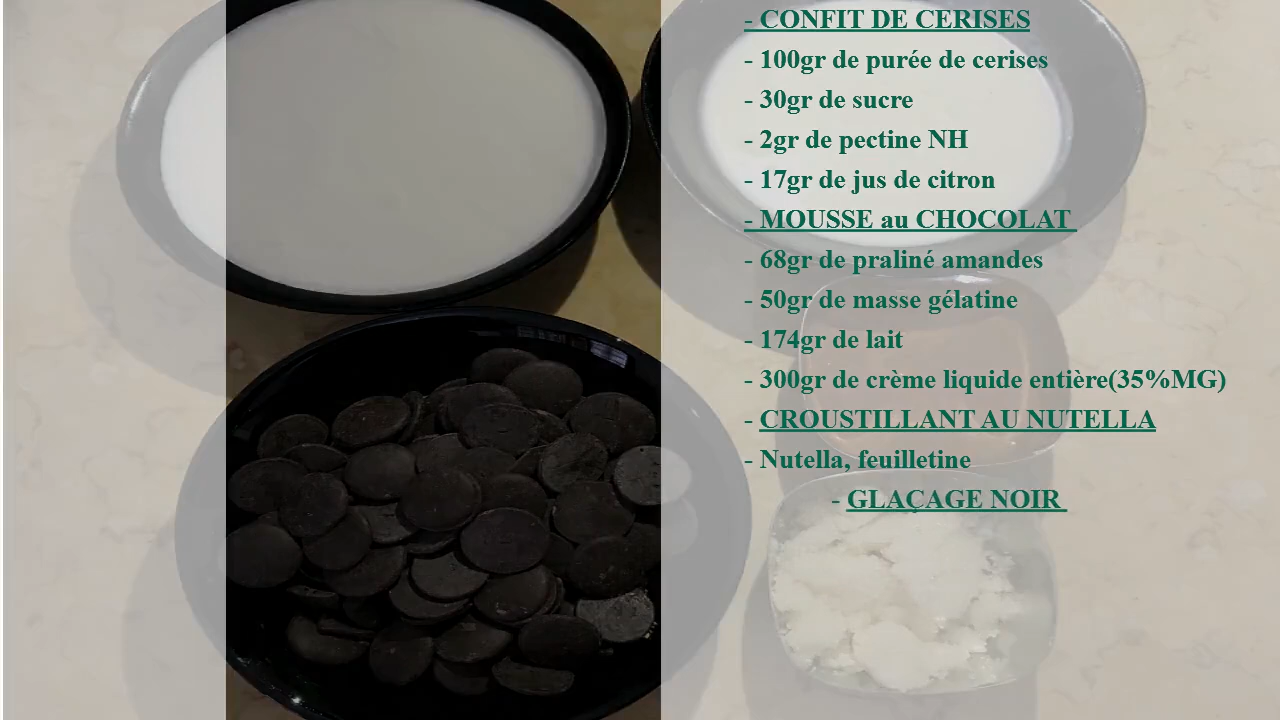 - CONFIT DE CERISES
- 100gr de purée de cerises
- 30gr de sucre
- 2gr de pectine NH
- 17gr de jus de citron
- MOUSSE au CHOCOLAT
- 68gr de praliné amandes
- 50gr de masse gélatine
- 174gr de lait
- 300gr de crème liquide entière(35%MG)
- CROUSTILLANT AU NUTELLA
- Nutella, feuilletine
- GLAÇAGE NOIR